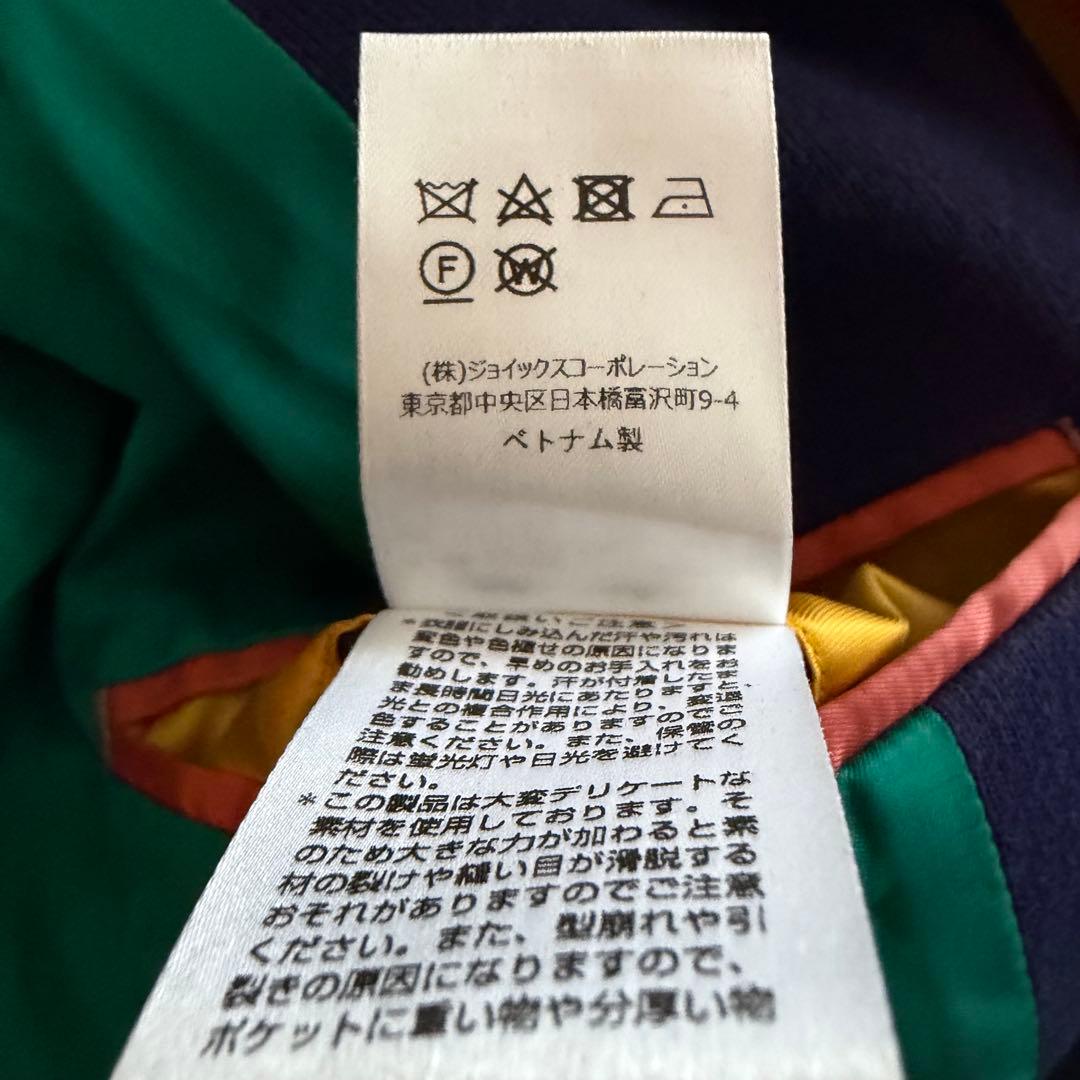 F W
(株)ジョイックスコーポレーション
東京都中央区日本橋富沢町9-4
ベトナム製
*衣類にしみ込んだ汗や汚れは
変色や色褪せの原因になりま
すので、早めのお手入れをお
勧めします。汗が付着したま
ま長時間日光にあたりますと
光との複合作用により、変退
色することがありますのでご
注意ください。また、保管の
際は蛍光灯や日光を避けてく
ださい。
*この製品は大変デリケートな
素材を使用しております。そ
のため大きな力が加わると素
材の裂けや縫い目が滑脱する
おそれがありますのでご注意
ください。また、型崩れや引
裂きの原因になりますので、
ポケットに重い物や分厚い物